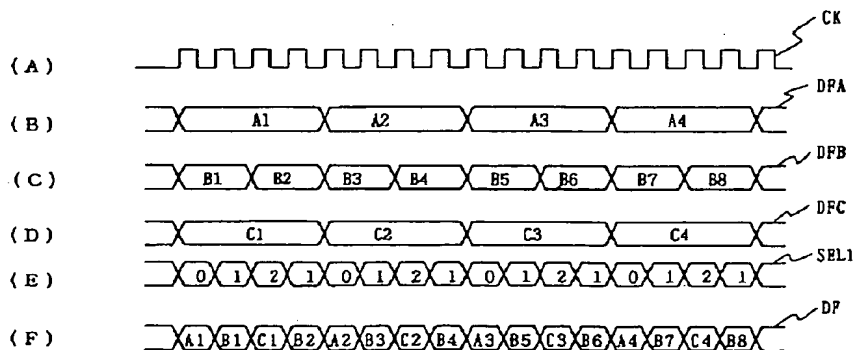 CK
(A)
DFA
(B) A1 A2 A3 A4
DFB
(C) B1 B2 B3 B4 B5 B6 B7 B8
DFC
(D) C1 C2 C3 C4
SEL1
(E) 0 1 2 1 0 1 2 1 0 1 2 1 0 1 2 1
DF
(F) A1 B1 C1 B2 A2 B3 C2 B4 A3 B5 C3 B6 A4 B7 C4 B8